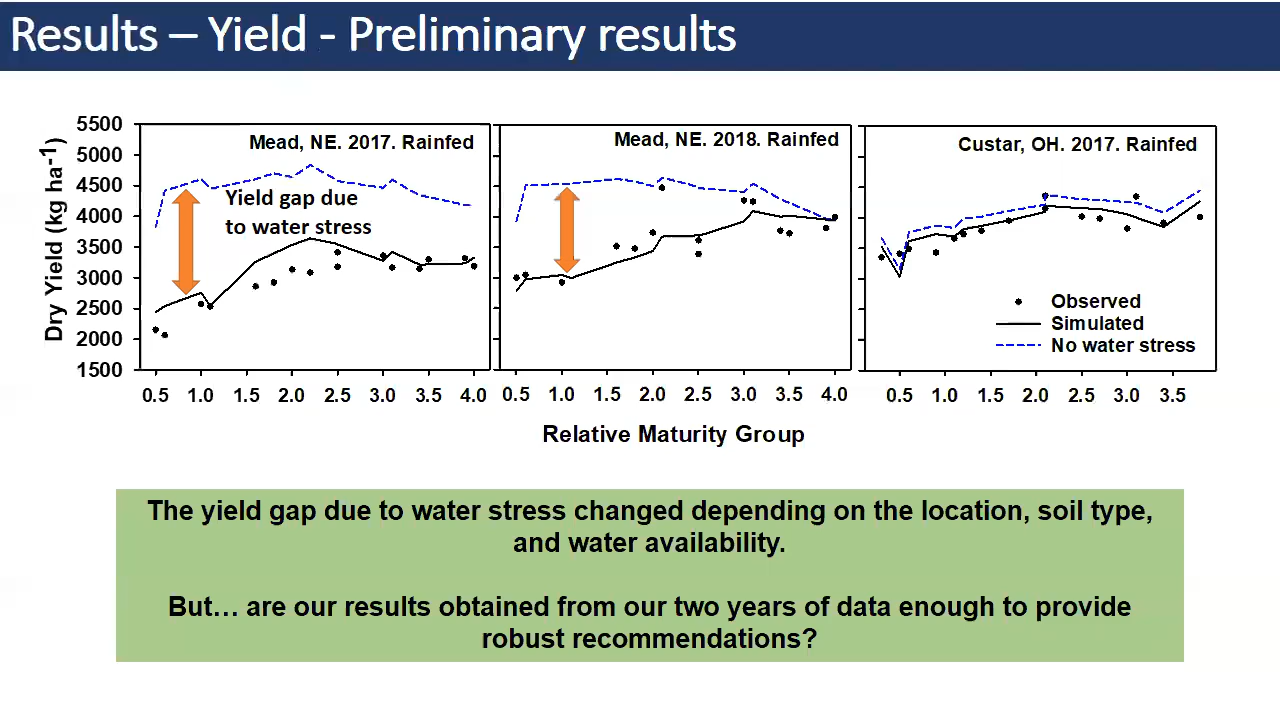 Results – Yield - Preliminary results
Dry Yield (kg ha-1)
5500
5000
4500
4000
3500
3000
2500
2000
1500
Mead, NE. 2017. Rainfed
Yield gap due
to water stress
0.5 1.0 1.5 2.0 2.5 3.0 3.5 4.0
Mead, NE. 2018. Rainfed
0.5 1.0 1.5 2.0 2.5 3.0 3.5 4.0
Custar, OH. 2017. Rainfed
Observed
Simulated
No water stress
0.5 1.0 1.5 2.0 2.5 3.0 3.5
Relative Maturity Group
The yield gap due to water stress changed depending on the location, soil type,
and water availability.
But… are our results obtained from our two years of data enough to provide
robust recommendations?